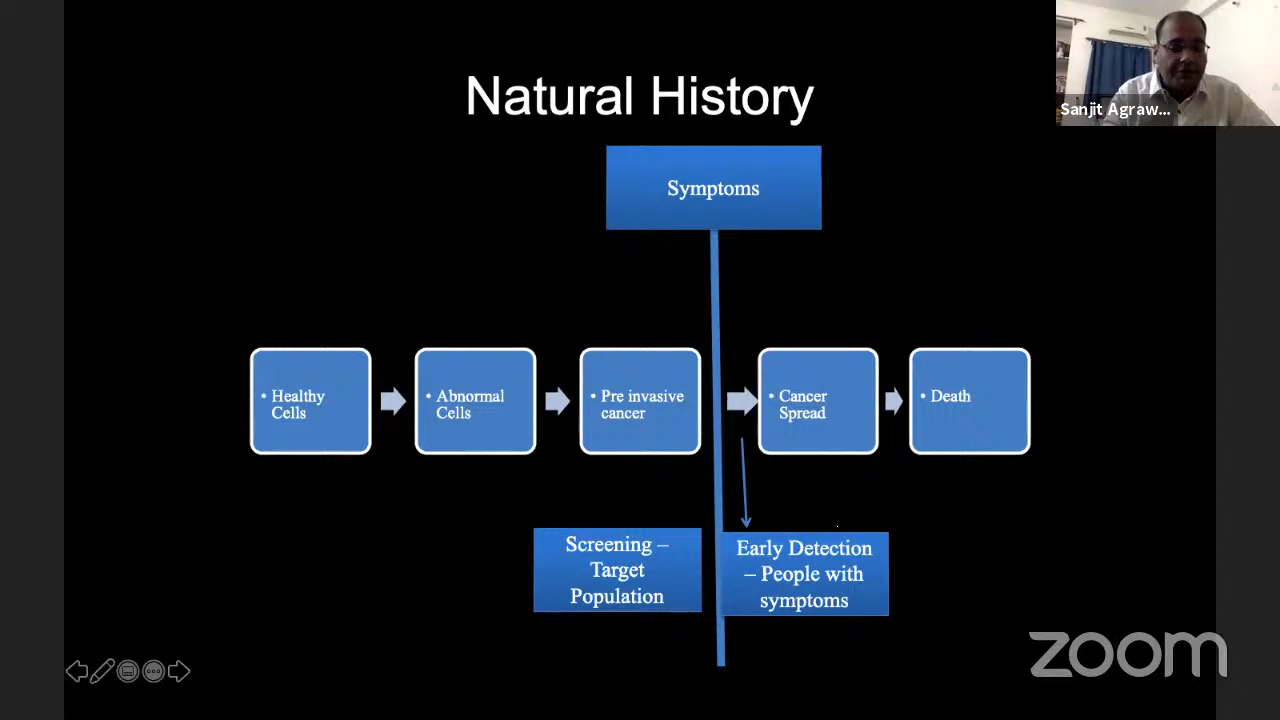 Natural History
Sanjit Agraw...
Symptoms
• Healthy
Cells
• Abnormal
Cells
• Pre invasive
cancer
• Cancer
Spread
• Death
Screening –
Target
Population
Early Detection
– People with
symptoms
zoom